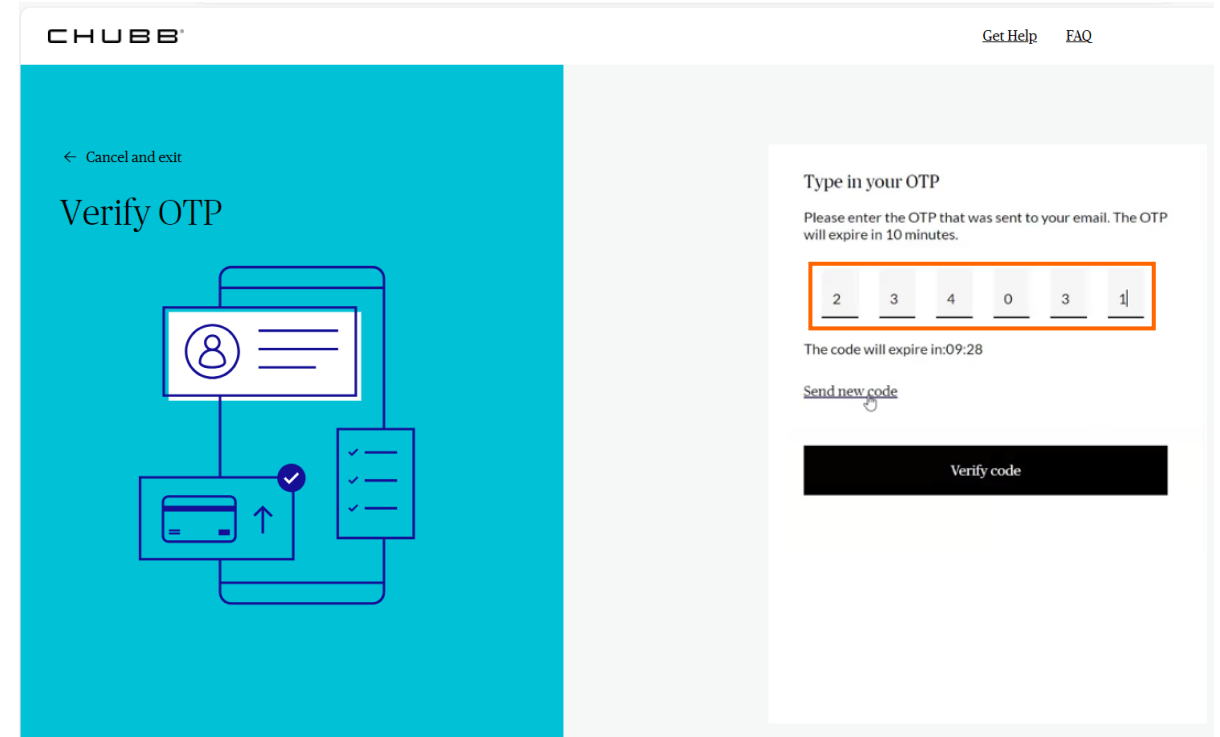 CHUBB
Get Help FAQ
← Cancel and exit
Verify OTP
Type in your OTP
Please enter the OTP that was sent to your email. The OTP
will expire in 10 minutes.
2 3 4 0 3 1
The code will expire in:09:28
Send new code
Verify code